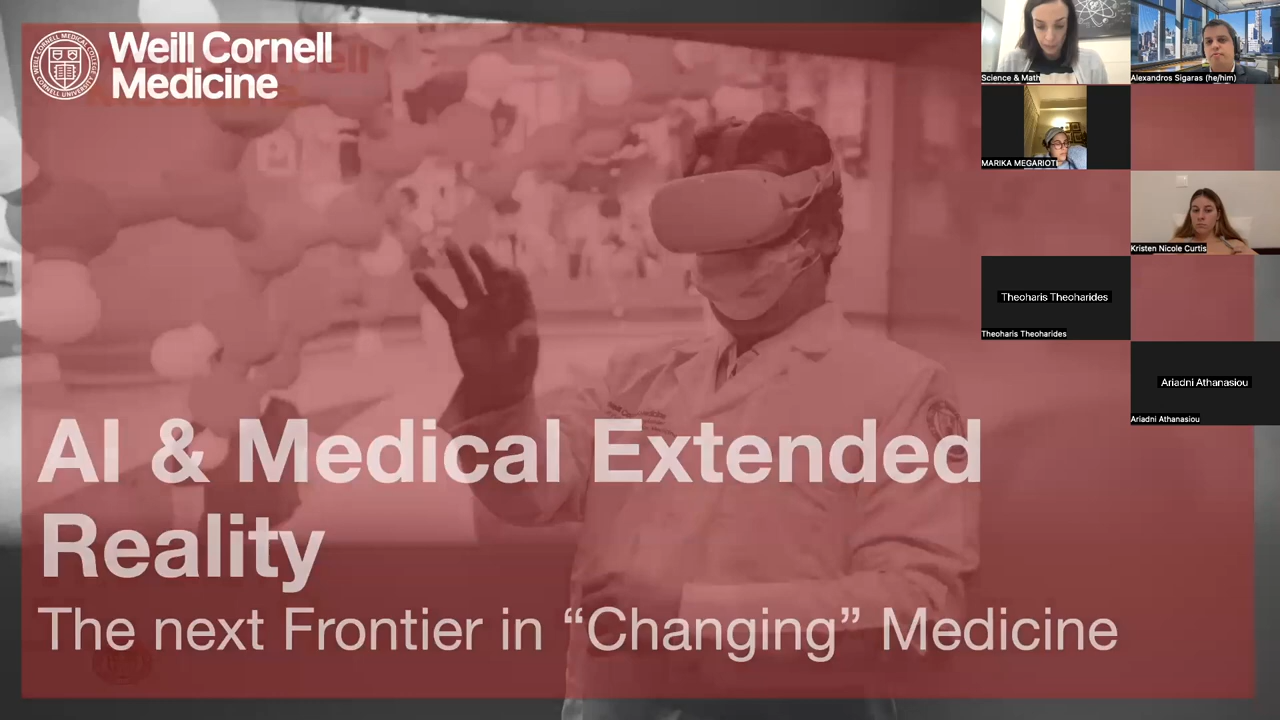 Weill Cornell
Medicine
AI & Medical Extended
Reality
The next Frontier in “Changing” Medicine
Science & Math
Alexandros Sigaras (he/him)
MARIKA MEGARIOTI
Kristen Nicole Curtis
Theoharis Theoharides
Theoharis Theoharides
Ariadni Athanasiou
Ariadni Athanasiou